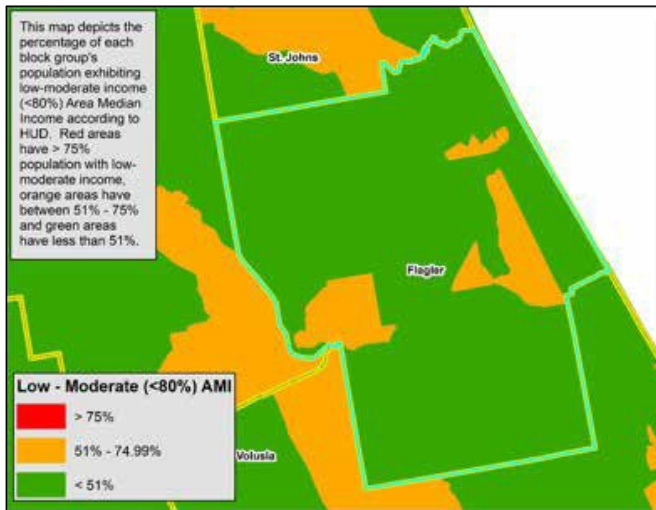 This map depicts the
percentage of each
block group's
population exhibiting
low-moderate income
(<80%) Area Median
Income according to
HUD. Red areas
have > 75%
population with low-
moderate income,
orange areas have
between 51% - 75%
and green areas
have less than 51%.
St. Johns
Flagler
Volusia
Low - Moderate (<80%) AMI
> 75%
51% - 74.99%
< 51%